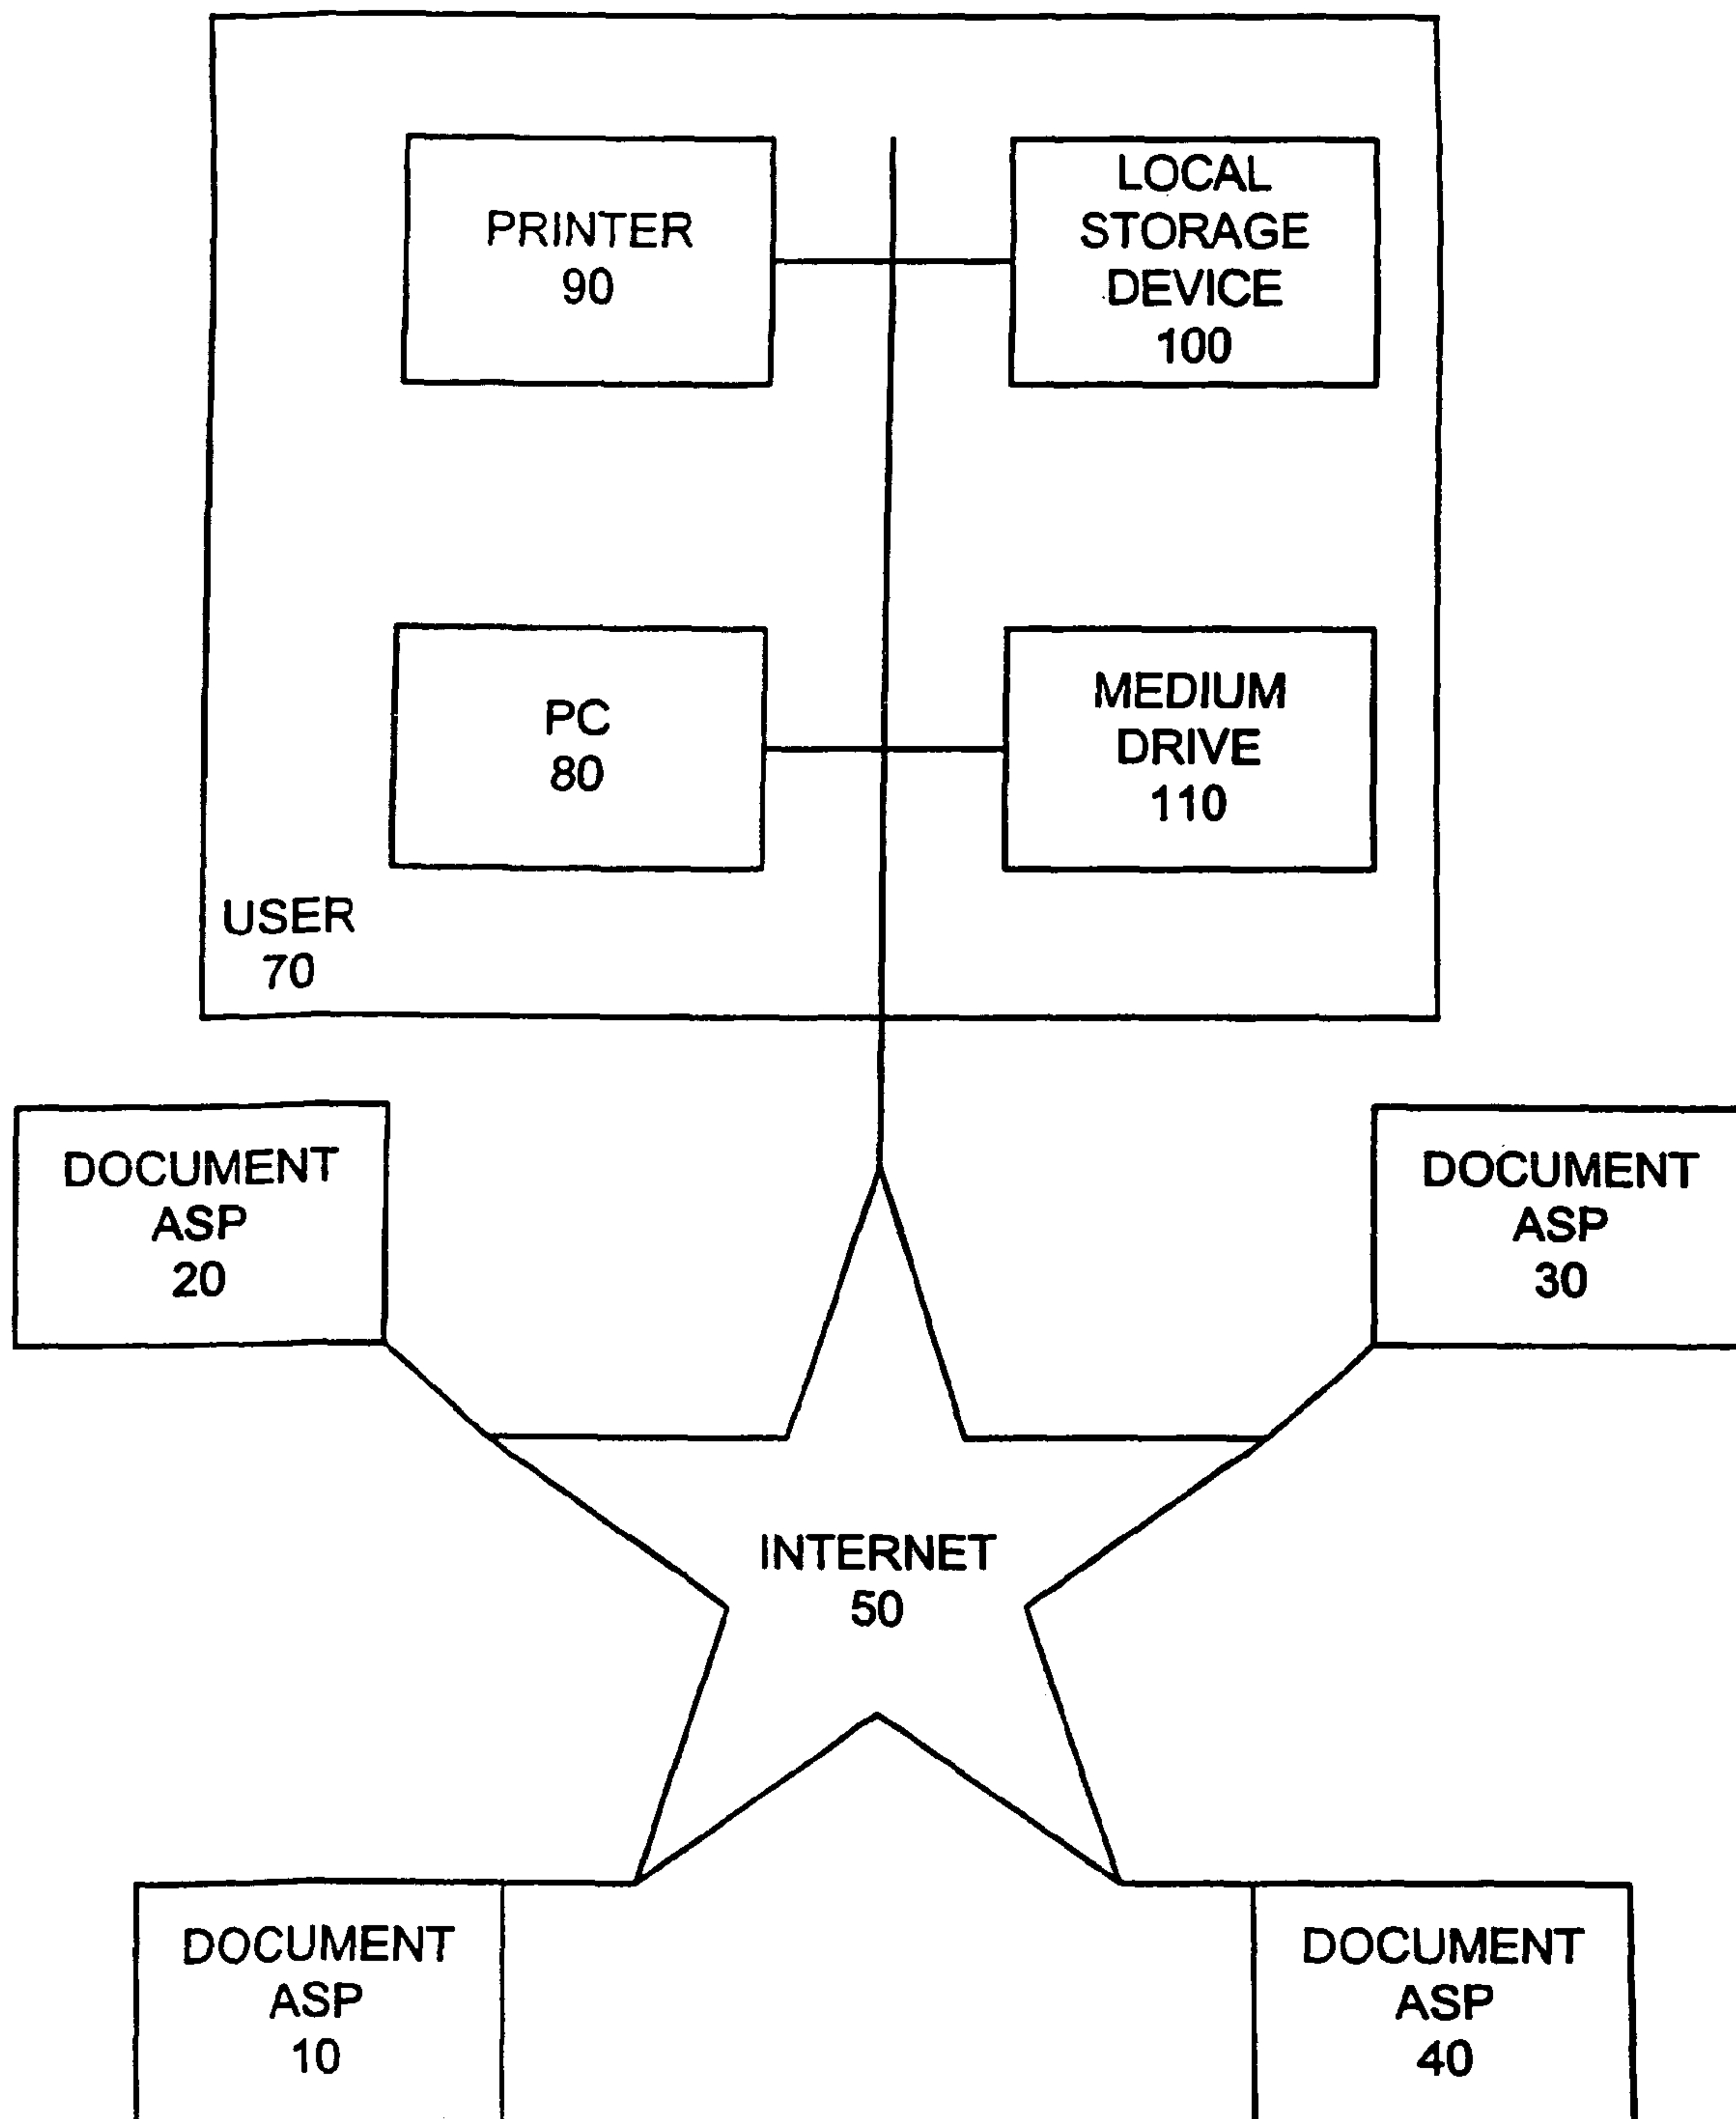 PRINTER
90
LOCAL
STORAGE
DEVICE
100
PC
80
MEDIUM
DRIVE
110
USER
70
DOCUMENT
ASP
20
DOCUMENT
ASP
30
INTERNET
50
DOCUMENT
ASP
10
DOCUMENT
ASP
40